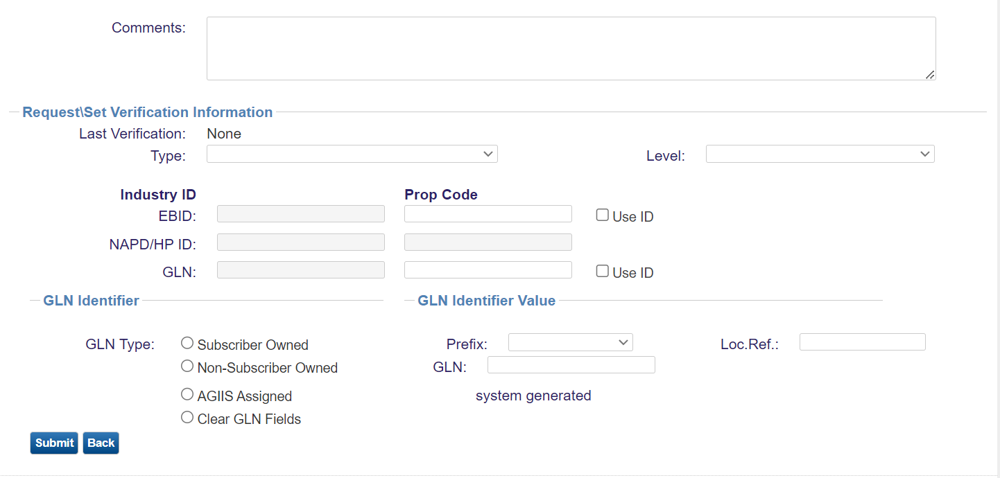 Comments:
Request\Set Verification Information
Last Verification: None
Type: Level:
Industry ID Prop Code
EBID: Use ID
NAPD/HP ID:
GLN: Use ID
GLN Identifier GLN Identifier Value
GLN Type: Subscriber Owned Prefix: Loc.Ref.:
Non-Subscriber Owned GLN:
AGIIS Assigned system generated
Clear GLN Fields
Submit Back